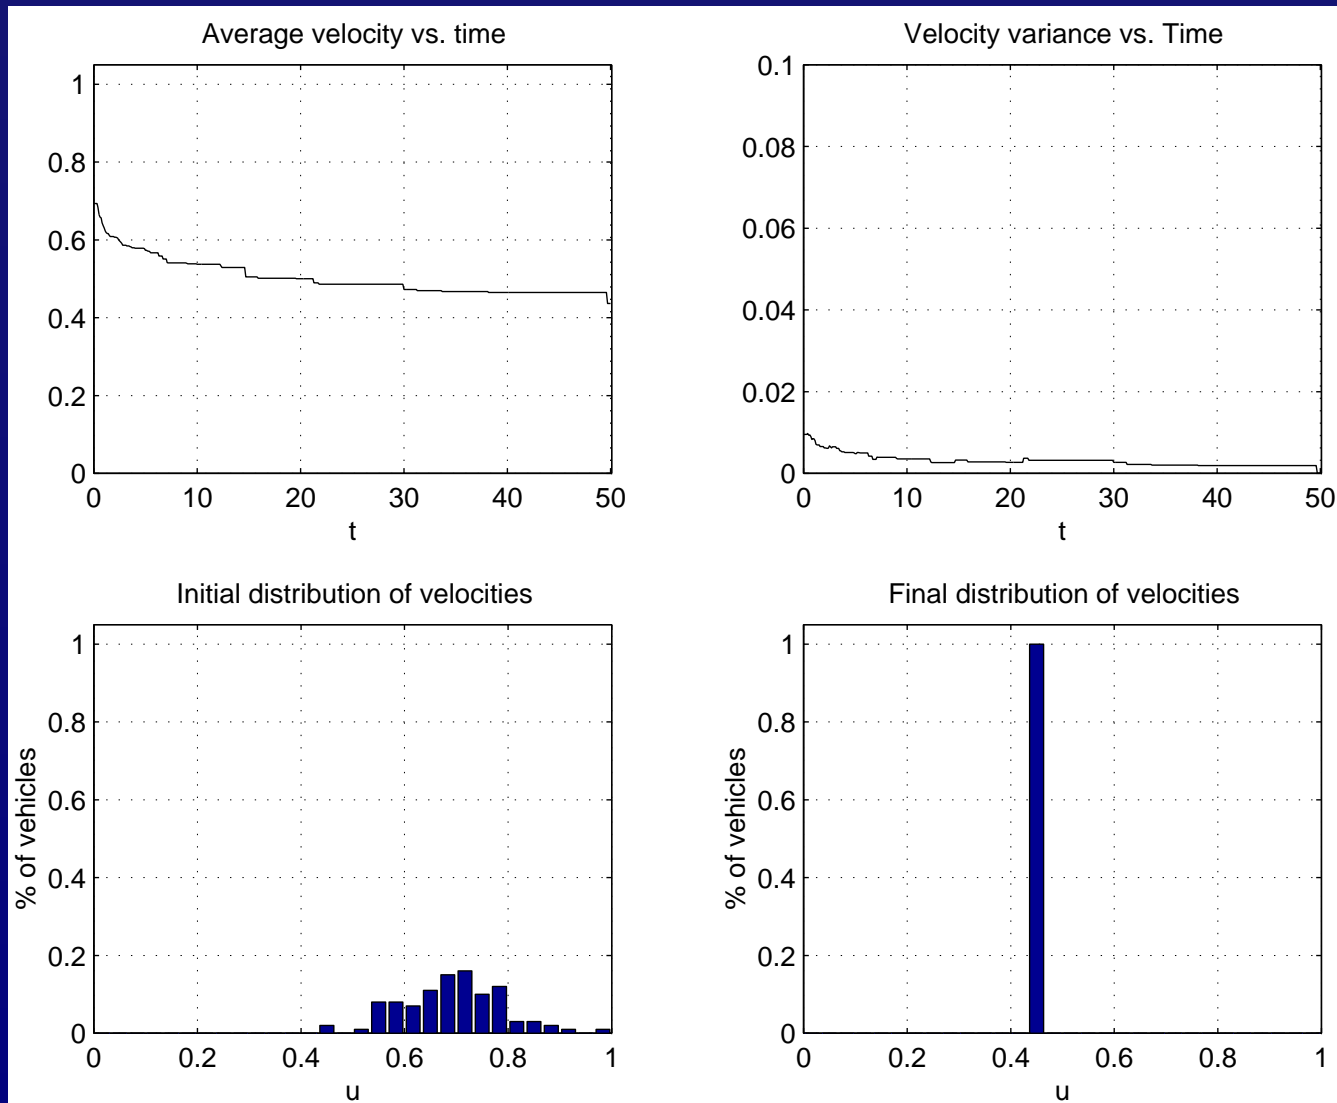 Average velocity vs. time
1
0.8
0.6
0.4
0.2
0
0 10 20 30 40 50
t
Velocity variance vs. Time
0.1
0.08
0.06
0.04
0.02
0
0 10 20 30 40 50
t
Initial distribution of velocities
% of vehicles
1
0.8
0.6
0.4
0.2
0
0 0.2 0.4 0.6 0.8 1
u
Final distribution of velocities
% of vehicles
1
0.8
0.6
0.4
0.2
0
0 0.2 0.4 0.6 0.8 1
u